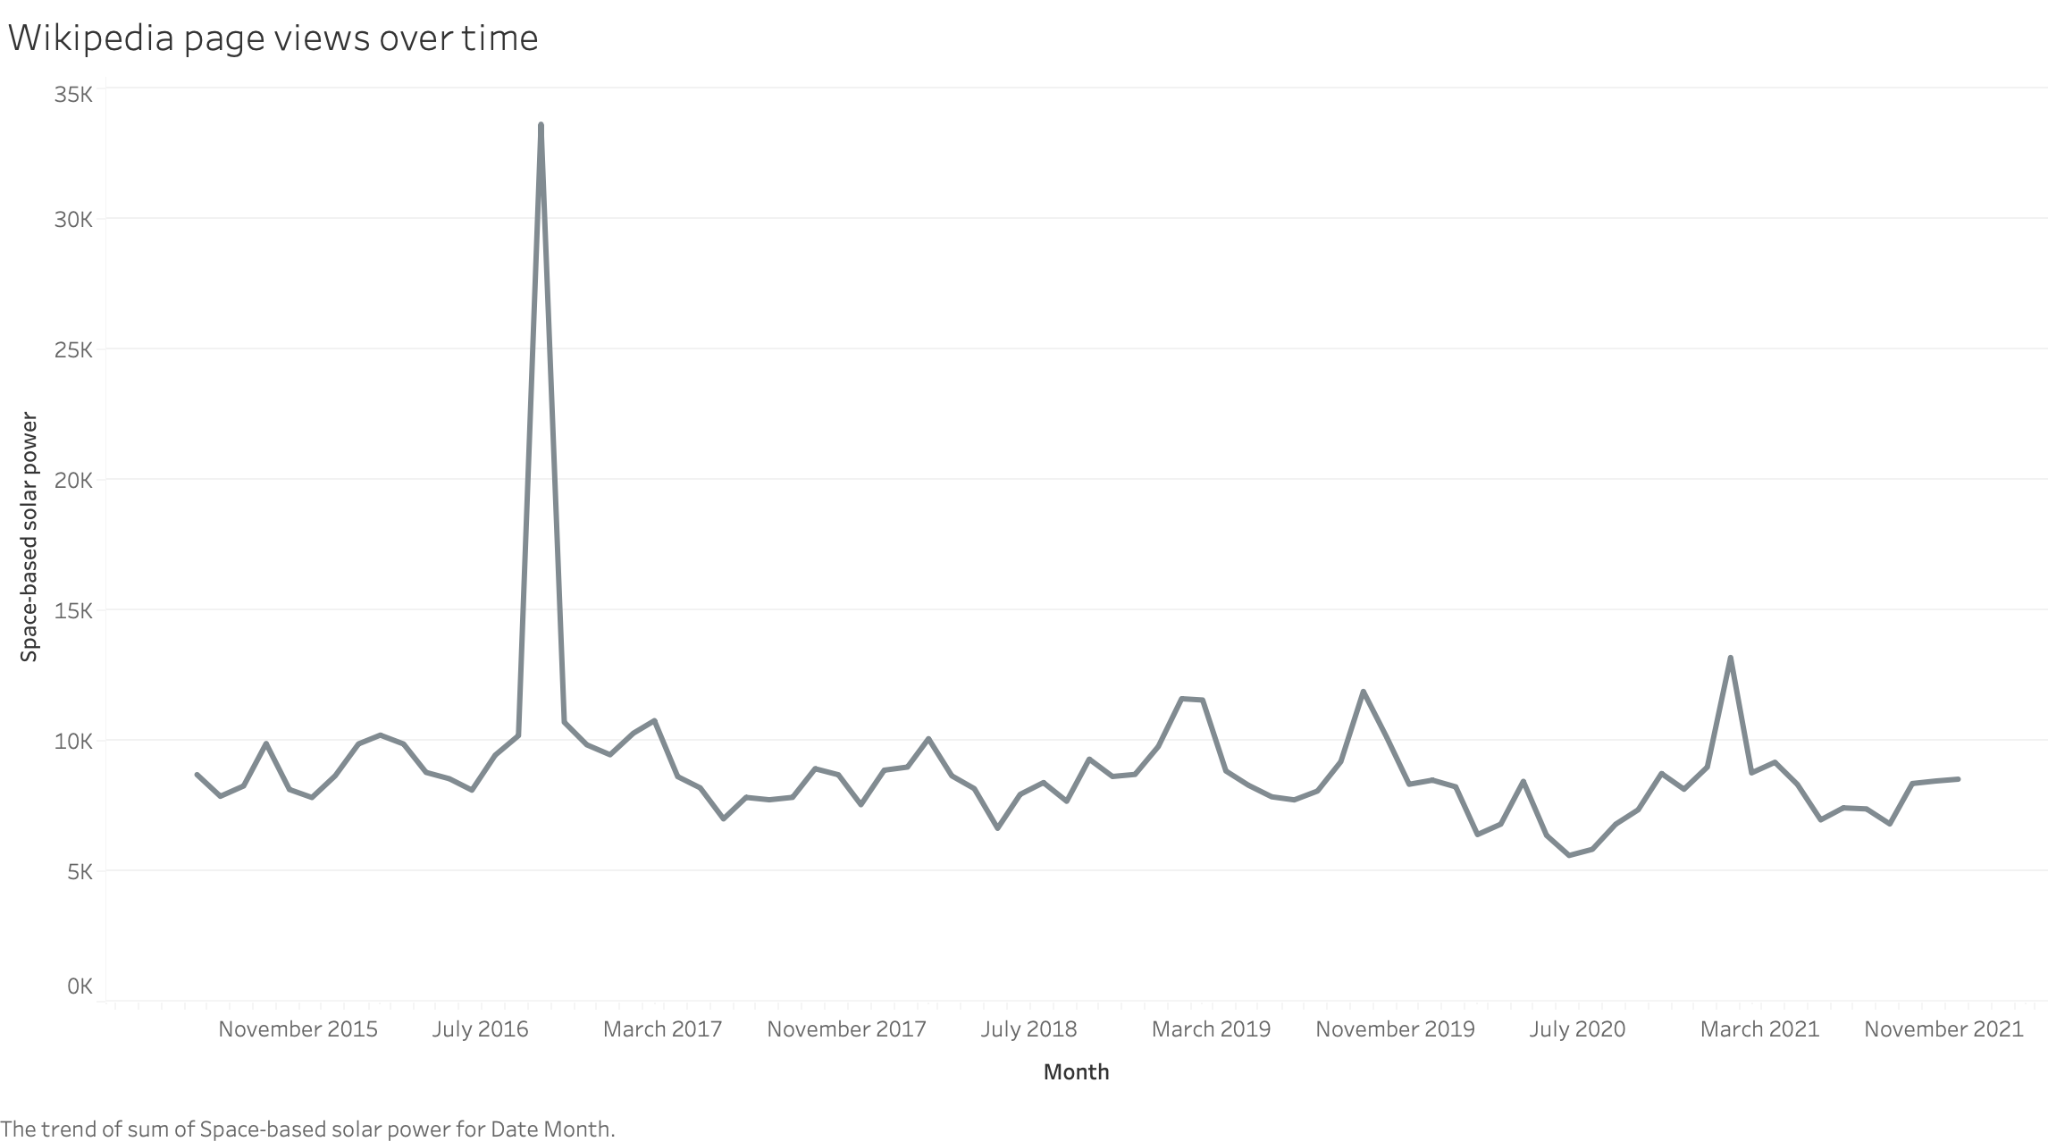 Wikipedia page views over time
35K
30K
25K
20K
15K
10K
5K
0K
Space-based solar power
November 2015
July 2016
March 2017
November 2017
July 2018
March 2019
November 2019
July 2020
March 2021
November 2021
Month
The trend of sum of Space-based solar power for Date Month.